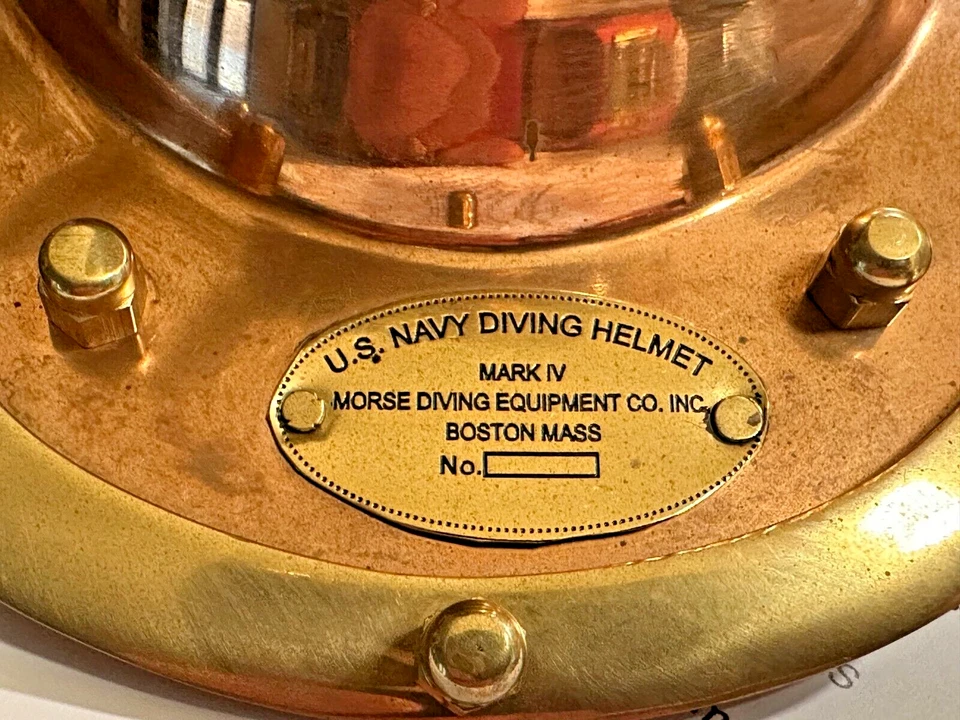 U.S. NAVY DIVING HELMET
MARK IV
MORSE DIVING EQUIPMENT CO. INC.
BOSTON MASS
No.